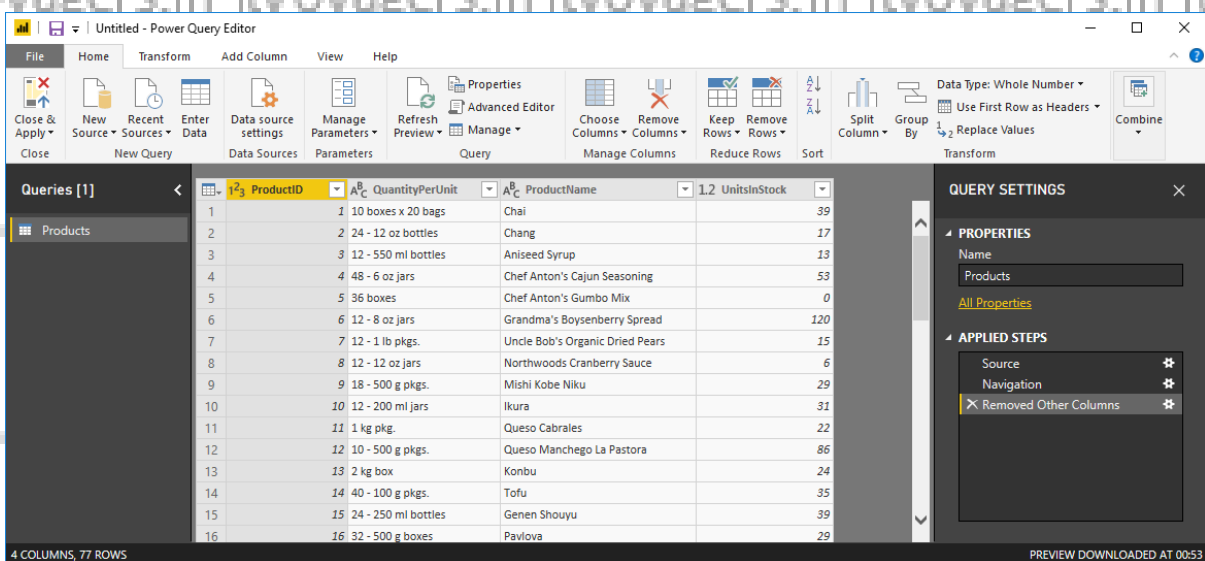 Untitled - Power Query Editor
File Home Transform Add Column View Help
Close & Apply
New Source
Recent Sources
Enter Data
Data source settings
Manage Parameters
Refresh Preview
Properties
Advanced Editor
Manage
Choose Columns
Remove Columns
Keep Rows
Remove Rows
Split Column
Group By
Data Type: Whole Number
Use First Row as Headers
Replace Values
Combine
Close New Query Data Sources Parameters Query Manage Columns Reduce Rows Sort Transform
Queries [1]
Products
ProductID QuantityPerUnit ProductName 1.2 UnitsInStock
1 1 10 boxes x 20 bags Chai 39
2 2 24 - 12 oz bottles Chang 17
3 3 12 - 550 ml bottles Aniseed Syrup 13
4 4 48 - 6 oz jars Chef Anton's Cajun Seasoning 53
5 5 36 boxes Chef Anton's Gumbo Mix 0
6 6 12 - 8 oz jars Grandma's Boysenberry Spread 120
7 7 12 - 1 lb pkgs. Uncle Bob's Organic Dried Pears 15
8 8 12 - 12 oz jars Northwoods Cranberry Sauce 6
9 9 18 - 500 g pkgs. Mishi Kobe Niku 29
10 10 12 - 200 ml jars Ikura 31
11 11 1 kg pkg. Queso Cabrales 22
12 12 10 - 500 g pkgs. Queso Manchego La Pastora 86
13 13 2 kg box Konbu 24
14 14 40 - 100 g pkgs. Tofu 35
15 15 24 - 250 ml bottles Genen Shouyu 39
16 16 32 - 500 g boxes Pavlova 29
QUERY SETTINGS
PROPERTIES
Name
Products
All Properties
APPLIED STEPS
Source
Navigation
Removed Other Columns
4 COLUMNS, 77 ROWS
PREVIEW DOWNLOADED AT 00:53